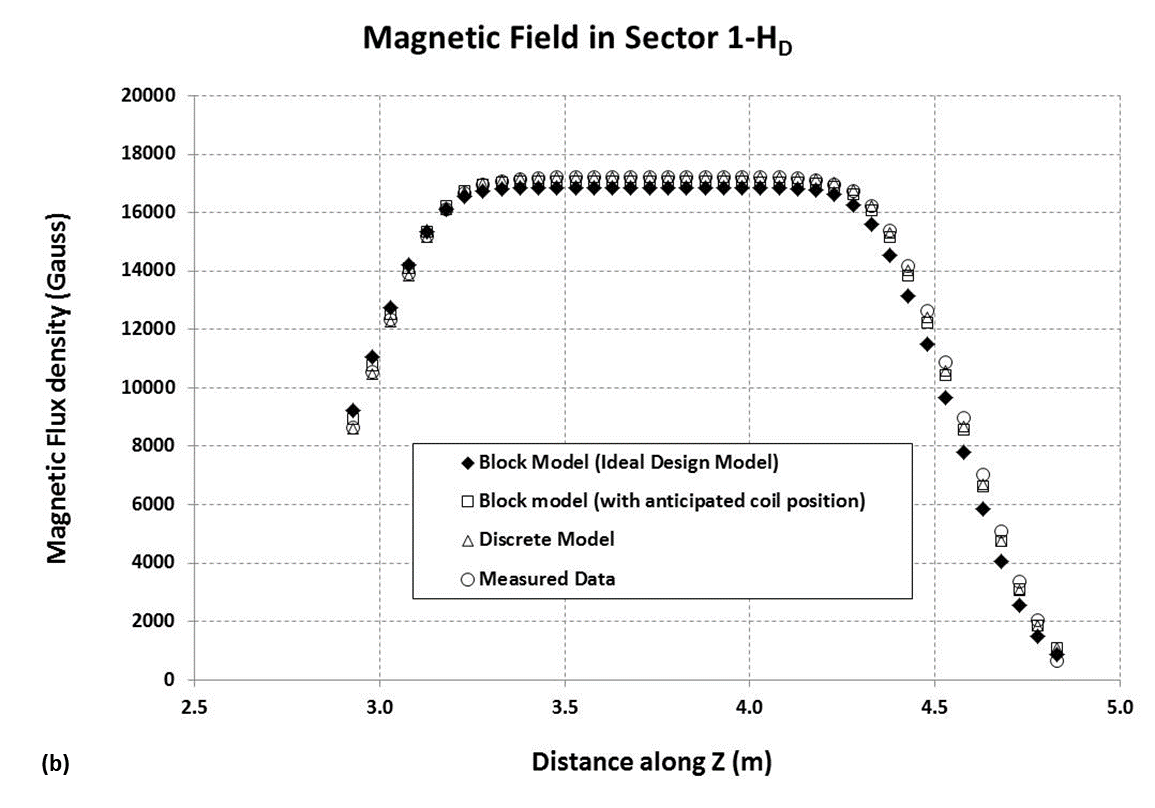 Magnetic Field in Sector 1-H_D
20000
18000
16000
14000
12000
10000
8000
6000
4000
2000
0
Magnetic Flux density (Gauss)
Block Model (Ideal Design Model)
Block model (with anticipated coil position)
Discrete Model
Measured Data
2.5 3.0 3.5 4.0 4.5 5.0
(b) Distance along Z (m)